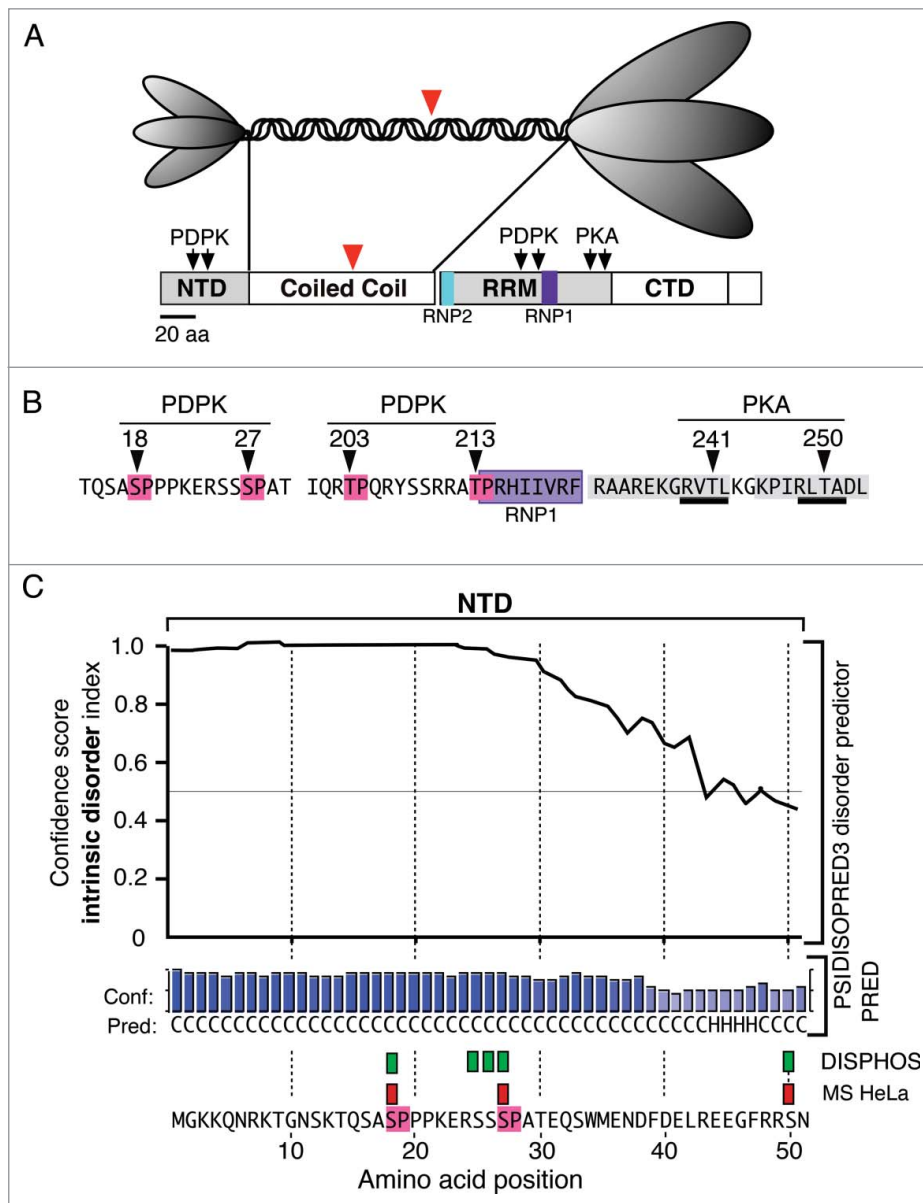 A
PDPK PDPK PKA
NTD Coiled Coil RRM CTD
RNP2 RNP1
20 aa
B
PDPK PDPK PKA
18 27 203 213 241 250
TQSASPPPKERSSSPAT IQRTPQRYSSRRATPRHIIVRF RAAREKGRVTLKGKPIRLTADL
RNP1
C
NTD
Confidence score
intrinsic disorder index
1.0
0.8
0.6
0.4
0.2
0
DISOPRED3 disorder predictor
PSI
PRED
Conf:
Pred: CCCCCCCCCCCCCCCCCCCCCCCCCCCCCCCCCCCCCCCCCCCHHHHCCCC
DISPHOS
MS HeLa
MGKKQNRKTGNSKTQSASPPPKERSSSPATEQSWMENDFDELREEGFRRSN
10 20 30 40 50
Amino acid position